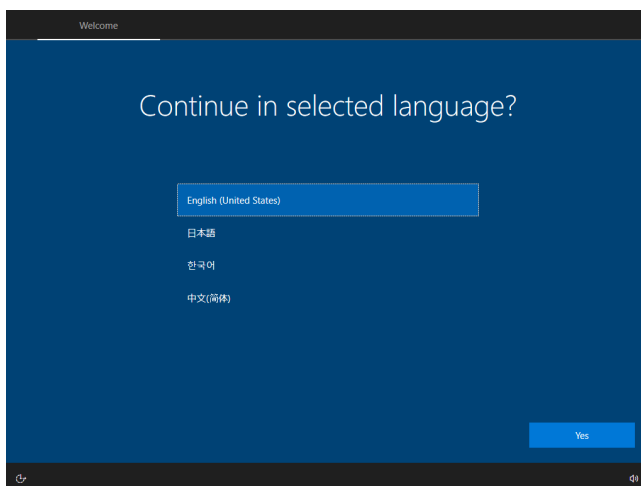 Welcome
Continue in selected language?
English (United States)
日本語
한국어
中文(简体)
Yes